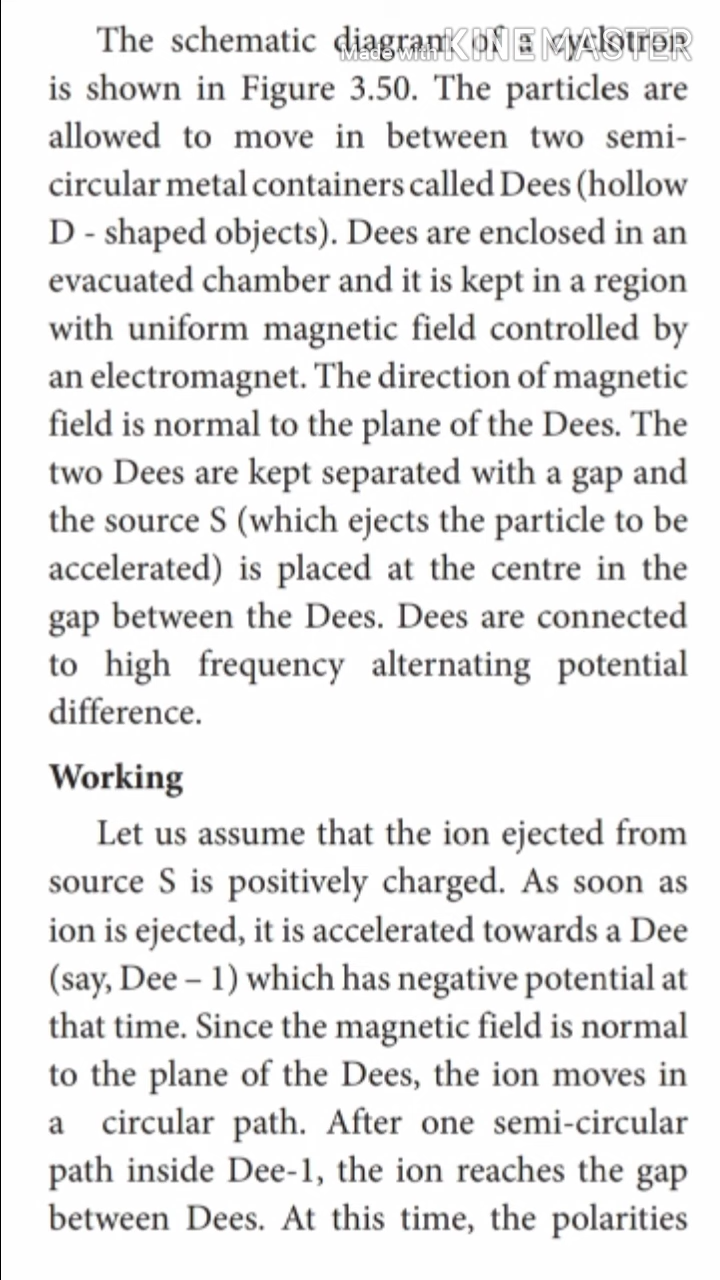 The schematic diagram of a cyclotron
Made with KINEMASTER
is shown in Figure 3.50. The particles are
allowed to move in between two semi-
circular metal containers called Dees (hollow
D - shaped objects). Dees are enclosed in an
evacuated chamber and it is kept in a region
with uniform magnetic field controlled by
an electromagnet. The direction of magnetic
field is normal to the plane of the Dees. The
two Dees are kept separated with a gap and
the source S (which ejects the particle to be
accelerated) is placed at the centre in the
gap between the Dees. Dees are connected
to high frequency alternating potential
difference.
Working
Let us assume that the ion ejected from
source S is positively charged. As soon as
ion is ejected, it is accelerated towards a Dee
(say, Dee – 1) which has negative potential at
that time. Since the magnetic field is normal
to the plane of the Dees, the ion moves in
a circular path. After one semi-circular
path inside Dee-1, the ion reaches the gap
between Dees. At this time, the polarities